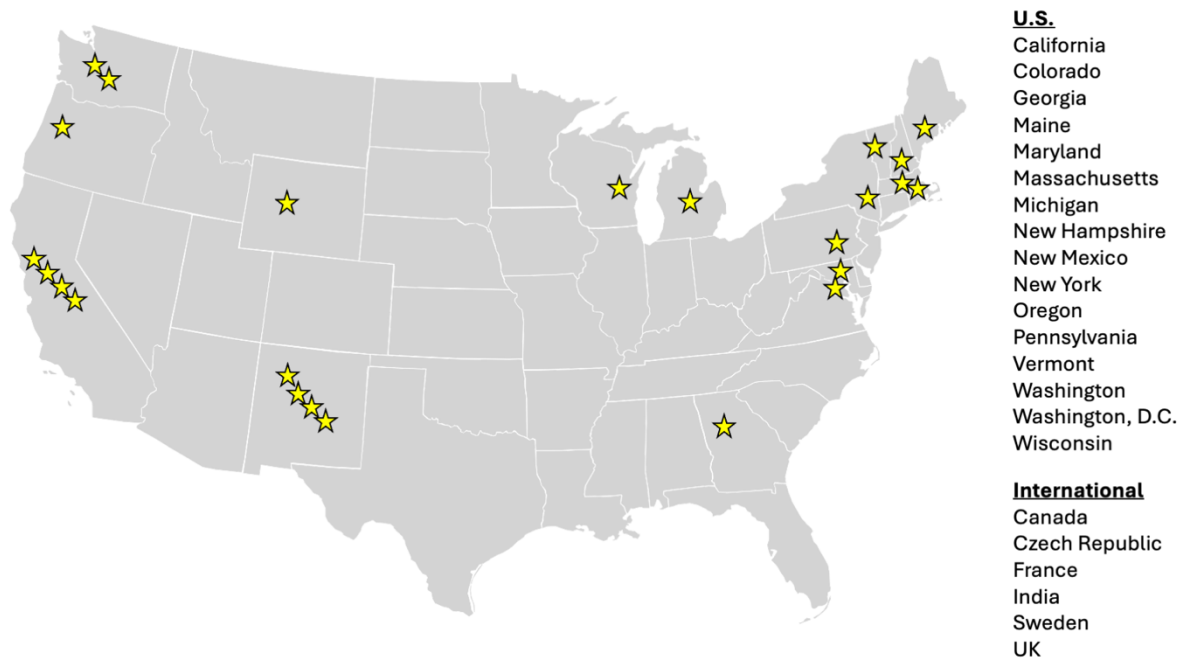 U.S.
California
Colorado
Georgia
Maine
Maryland
Massachusetts
Michigan
New Hampshire
New Mexico
New York
Oregon
Pennsylvania
Vermont
Washington
Washington, D.C.
Wisconsin
International
Canada
Czech Republic
France
India
Sweden
UK